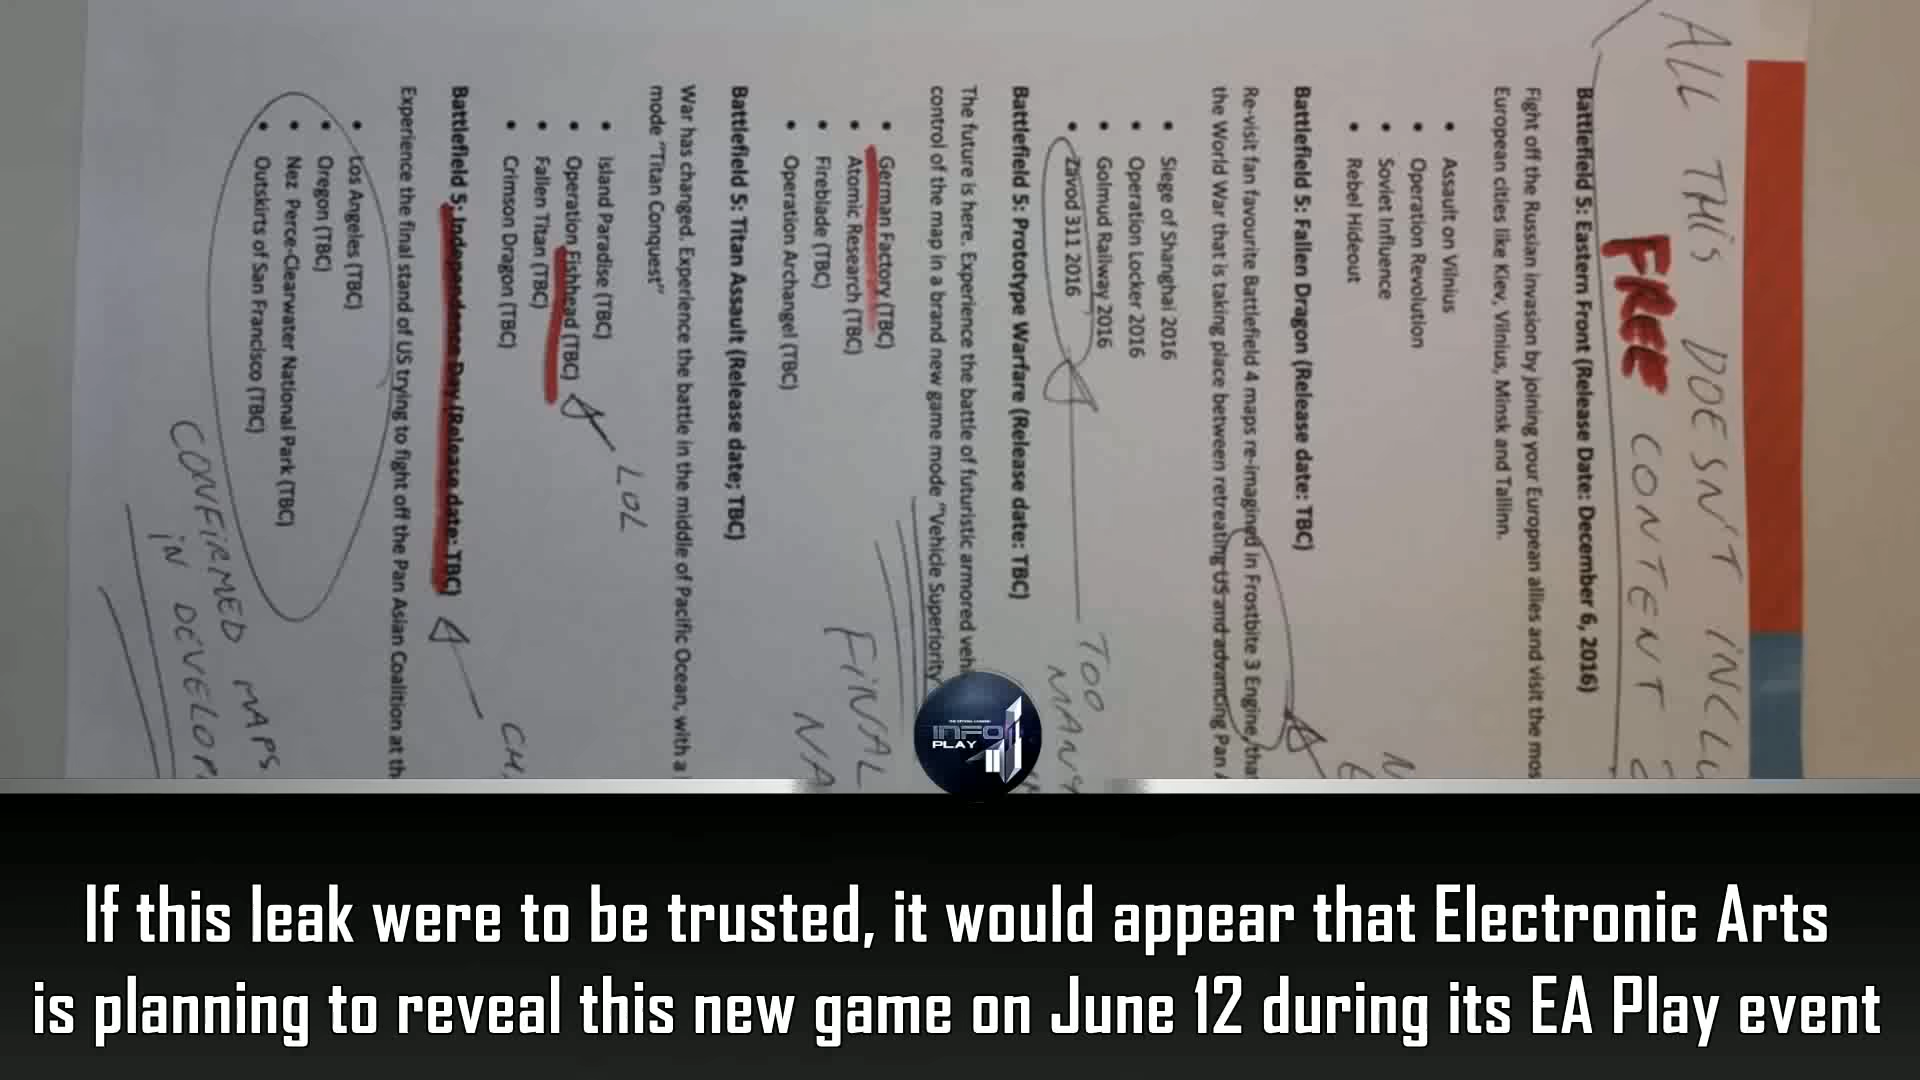 ALL THIS DOESN'T
FREE CONTENT
Battlefield 5: Eastern Front (Release Date: December 6, 2016)
Fight off the Russian invasion by joining your European allies and visit the mos
European cities like Kiev, Vilnius, Minsk and Tallinn.
• Assault on Vilnius
• Operation Revolution
• Soviet Influence
• Rebel Hideout
Battlefield 5: Fallen Dragon (Release date: TBC)
Re-visit fan favourite Battlefield 4 maps re-imagined in Frostbite 3 Engine, tha
the World War that is taking place between retreating US and advancing Pan
• Siege of Shanghai 2016
• Operation Locker 2016
• Golmud Railway 2016
• Zavod 311 2016
TOO MANY
Battlefield 5: Prototype Warfare (Release date: TBC)
The future is here. Experience the battle of futuristic armored veh
control of the map in a brand new game mode "Vehicle Superiority
• German Factory (TBC)
• Atomic Research (TBC)
• Fireblade (TBC)
• Operation Archangel (TBC)
FINAL
NA
Battlefield 5: Titan Assault (Release date; TBC)
War has changed. Experience the battle in the middle of Pacific Ocean, with a
mode "Titan Conquest"
• Island Paradise (TBC)
• Operation Fishhead (TBC)
• Fallen Titan (TBC)
• Crimson Dragon (TBC)
LOL
Battlefield 5: Independence Day (Release date: TBC)
CH
Experience the final stand of US trying to fight off the Pan Asian Coalition at th
• Los Angeles (TBC)
• Oregon (TBC)
• Nez Perce-Clearwater National Park (TBC)
• Outskirts of San Francisco (TBC)
CONFIRMED MAPS
IN DEVELOP
INFO
PLAY
If this leak were to be trusted, it would appear that Electronic Arts
is planning to reveal this new game on June 12 during its EA Play event